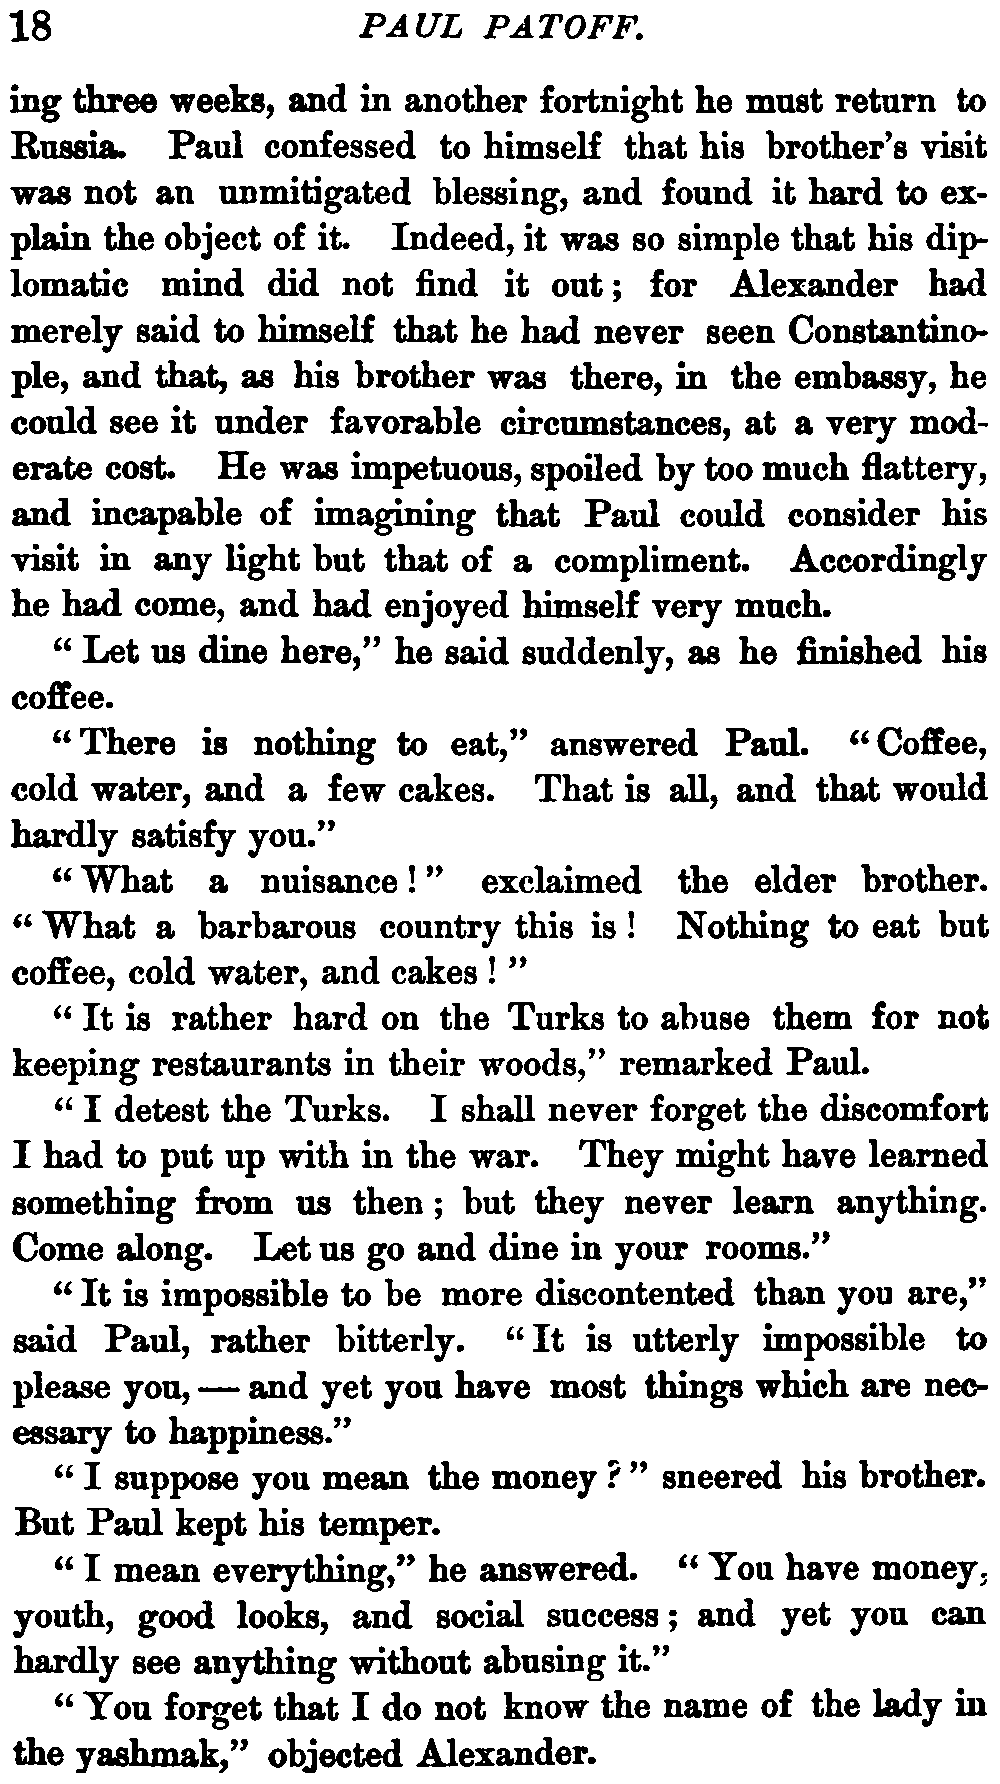 18 PAUL PATOFF.
ing three weeks, and in another fortnight he must return to
Russia. Paul confessed to himself that his brother's visit
was not an unmitigated blessing, and found it hard to ex-
plain the object of it. Indeed, it was so simple that his dip-
lomatic mind did not find it out; for Alexander had
merely said to himself that he had never seen Constantino-
ple, and that, as his brother was there, in the embassy, he
could see it under favorable circumstances, at a very mod-
erate cost. He was impetuous, spoiled by too much flattery,
and incapable of imagining that Paul could consider his
visit in any light but that of a compliment. Accordingly
he had come, and had enjoyed himself very much.
"Let us dine here," he said suddenly, as he finished his
coffee.
"There is nothing to eat," answered Paul. "Coffee,
cold water, and a few cakes. That is all, and that would
hardly satisfy you."
"What a nuisance!" exclaimed the elder brother.
"What a barbarous country this is! Nothing to eat but
coffee, cold water, and cakes!"
"It is rather hard on the Turks to abuse them for not
keeping restaurants in their woods," remarked Paul.
"I detest the Turks. I shall never forget the discomfort
I had to put up with in the war. They might have learned
something from us then; but they never learn anything.
Come along. Let us go and dine in your rooms."
"It is impossible to be more discontented than you are,"
said Paul, rather bitterly. "It is utterly impossible to
please you, — and yet you have most things which are nec-
essary to happiness."
"I suppose you mean the money?" sneered his brother.
But Paul kept his temper.
"I mean everything," he answered. "You have money,
youth, good looks, and social success; and yet you can
hardly see anything without abusing it."
"You forget that I do not know the name of the lady in
the yashmak," objected Alexander.